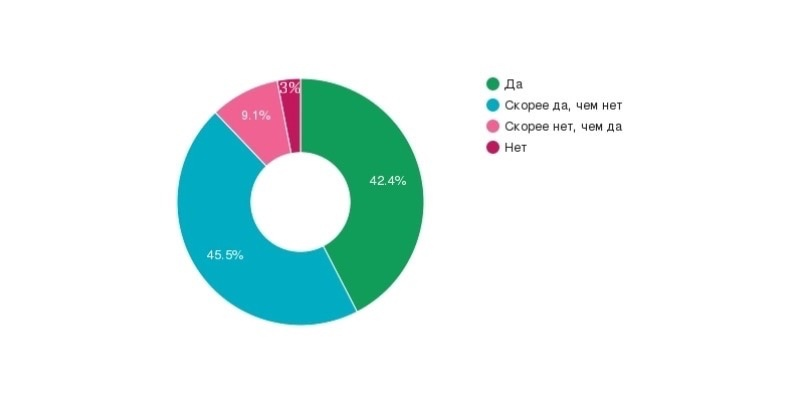 Да
Скорее да, чем нет
Скорее нет, чем да
Нет
3%
9.1%
42.4%
45.5%